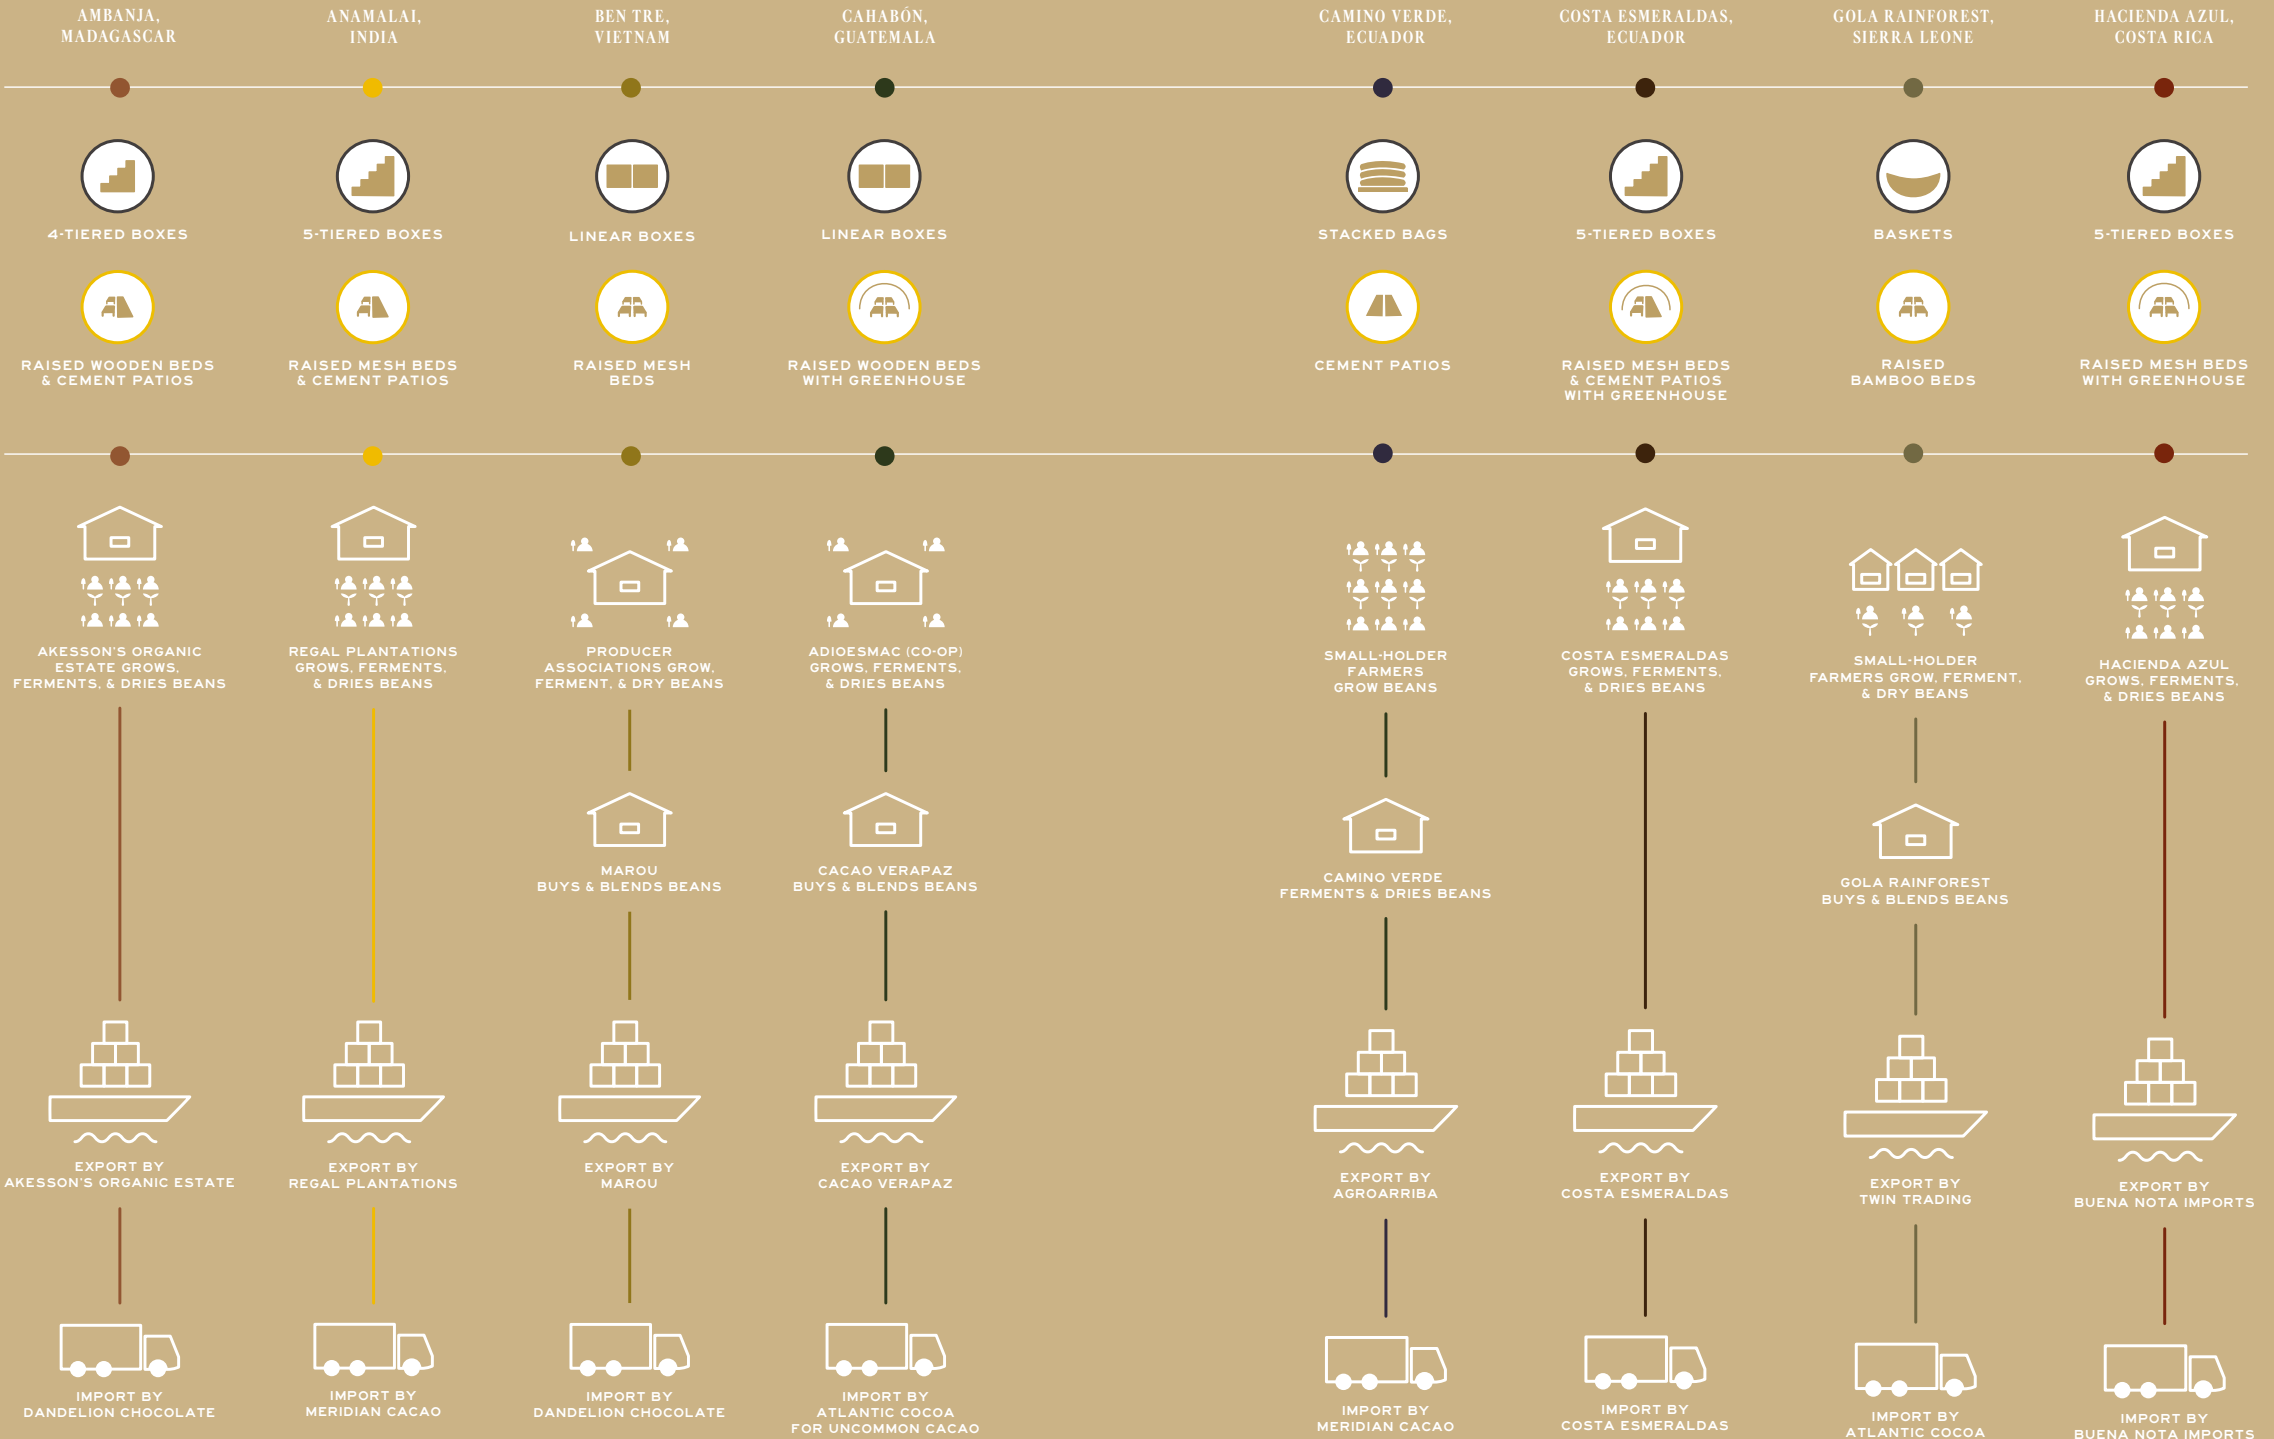 AMBANJA,
MADAGASCAR
ANAMALAI,
INDIA
BEN TRE,
VIETNAM
CAHABÓN,
GUATEMALA
CAMINO VERDE,
ECUADOR
COSTA ESMERALDAS,
ECUADOR
GOLA RAINFOREST,
SIERRA LEONE
HACIENDA AZUL,
COSTA RICA
4-TIERED BOXES
5-TIERED BOXES
LINEAR BOXES
LINEAR BOXES
STACKED BAGS
5-TIERED BOXES
BASKETS
5-TIERED BOXES
RAISED WOODEN BEDS
& CEMENT PATIOS
RAISED MESH BEDS
& CEMENT PATIOS
RAISED MESH
BEDS
RAISED WOODEN BEDS
WITH GREENHOUSE
CEMENT PATIOS
RAISED MESH BEDS
& CEMENT PATIOS
WITH GREENHOUSE
RAISED
BAMBOO BEDS
RAISED MESH BEDS
WITH GREENHOUSE
AKESSON'S ORGANIC
ESTATE GROWS,
FERMENTS, & DRIES BEANS
REGAL PLANTATIONS
GROWS, FERMENTS,
& DRIES BEANS
PRODUCER
ASSOCIATIONS GROW,
FERMENT, & DRY BEANS
ADIOESMAC (CO-OP)
GROWS, FERMENTS,
& DRIES BEANS
SMALL-HOLDER
FARMERS
GROW BEANS
COSTA ESMERALDAS
GROWS, FERMENTS,
& DRIES BEANS
SMALL-HOLDER
FARMERS GROW, FERMENT,
& DRY BEANS
HACIENDA AZUL
GROWS, FERMENTS,
& DRIES BEANS
MAROU
BUYS & BLENDS BEANS
CACAO VERAPAZ
BUYS & BLENDS BEANS
CAMINO VERDE
FERMENTS & DRIES BEANS
GOLA RAINFOREST
BUYS & BLENDS BEANS
EXPORT BY
AKESSON'S ORGANIC ESTATE
EXPORT BY
REGAL PLANTATIONS
EXPORT BY
MAROU
EXPORT BY
CACAO VERAPAZ
EXPORT BY
AGROARRIBA
EXPORT BY
COSTA ESMERALDAS
EXPORT BY
TWIN TRADING
EXPORT BY
BUENA NOTA IMPORTS
IMPORT BY
DANDELION CHOCOLATE
IMPORT BY
MERIDIAN CACAO
IMPORT BY
DANDELION CHOCOLATE
IMPORT BY
ATLANTIC COCOA
FOR UNCOMMON CACAO
IMPORT BY
MERIDIAN CACAO
IMPORT BY
COSTA ESMERALDAS
IMPORT BY
ATLANTIC COCOA
IMPORT BY
BUENA NOTA IMPORTS